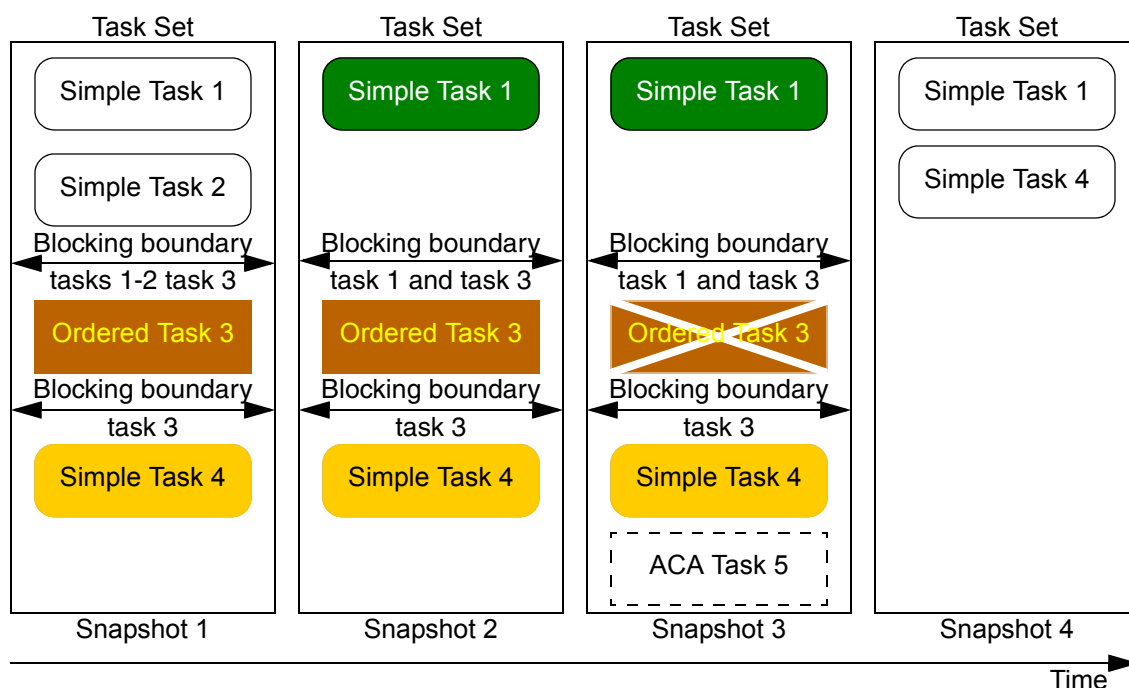 Task Set
Simple Task 1
Simple Task 2
Blocking boundary
tasks 1-2 task 3
Ordered Task 3
Blocking boundary
task 3
Simple Task 4
Snapshot 1
Task Set
Simple Task 1
Blocking boundary
task 1 and task 3
Ordered Task 3
Blocking boundary
task 3
Simple Task 4
Snapshot 2
Task Set
Simple Task 1
Blocking boundary
task 1 and task 3
Ordered Task 3
Blocking boundary
task 3
Simple Task 4
ACA Task 5
Snapshot 3
Task Set
Simple Task 1
Simple Task 4
Snapshot 4
Time